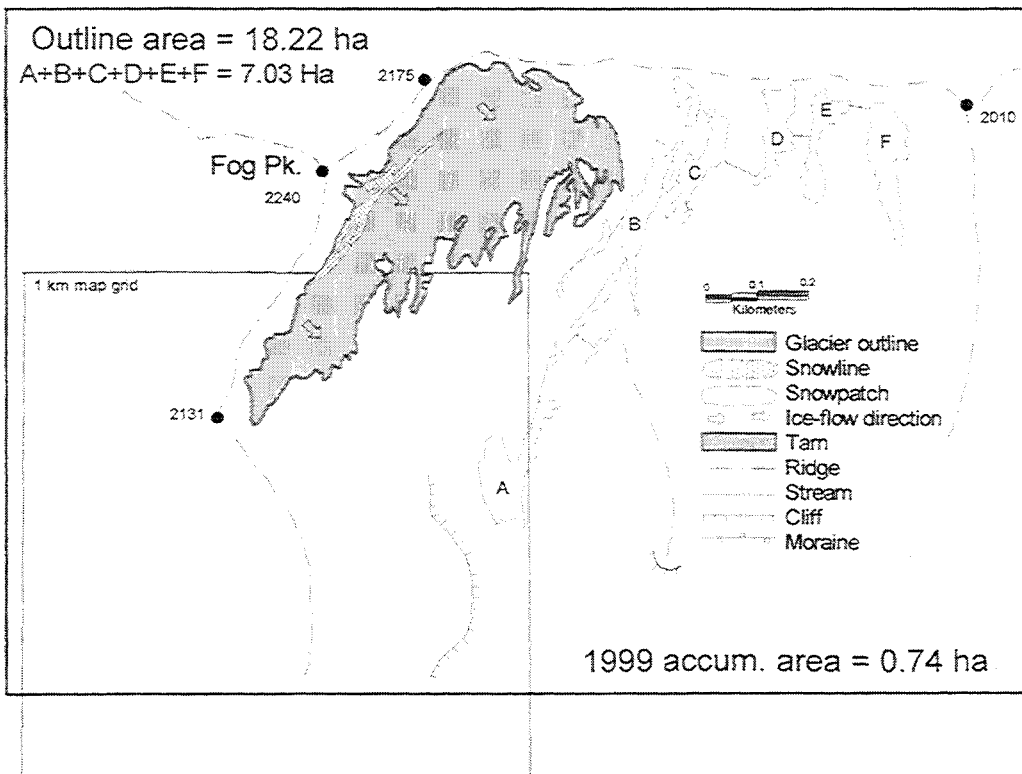 Outline area = 18.22 ha
A+B+C+D+E+F = 7.03 Ha
2175
2010
Fog Pk.
2240
E
D
F
C
B
1 km map grid
0 0.1 0.2
Kilometers
Glacier outline
Snowline
Snowpatch
Ice-flow direction
Tarn
Ridge
Stream
Cliff
Moraine
2131
A
1999 accum. area = 0.74 ha